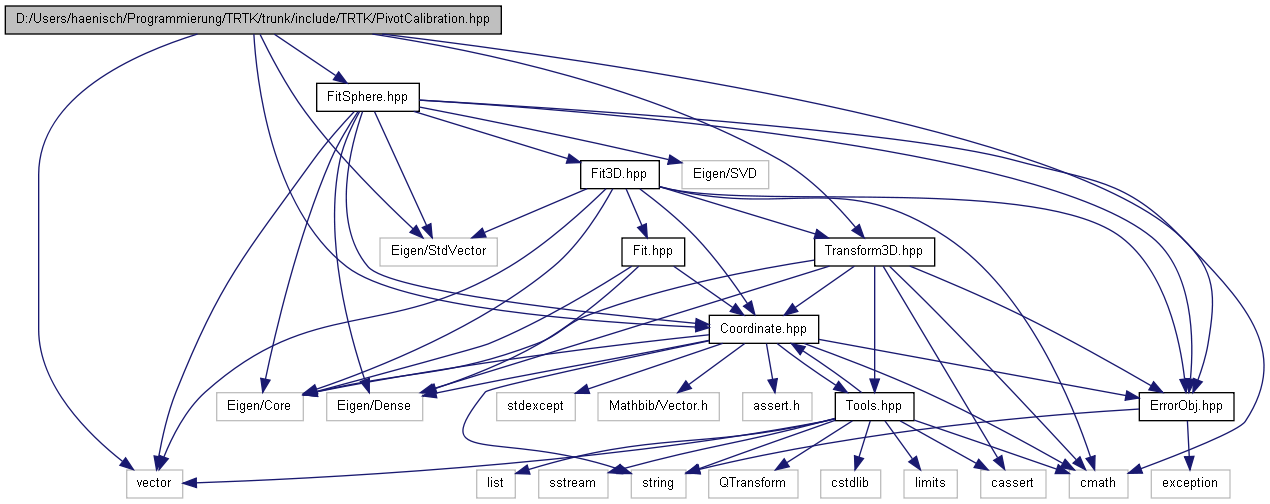 D:/Users/haenisch/Programmierung/TRTK/trunk/include/TRTK/PivotCalibration.hpp
FitSphere.hpp
Fit3D.hpp
Eigen/SVD
Eigen/StdVector
Fit.hpp
Transform3D.hpp
Coordinate.hpp
Eigen/Core
Eigen/Dense
stdexcept
Mathbib/Vector.h
assert.h
Tools.hpp
ErrorObj.hpp
vector
list
sstream
string
QTransform
cstdlib
limits
cassert
cmath
exception